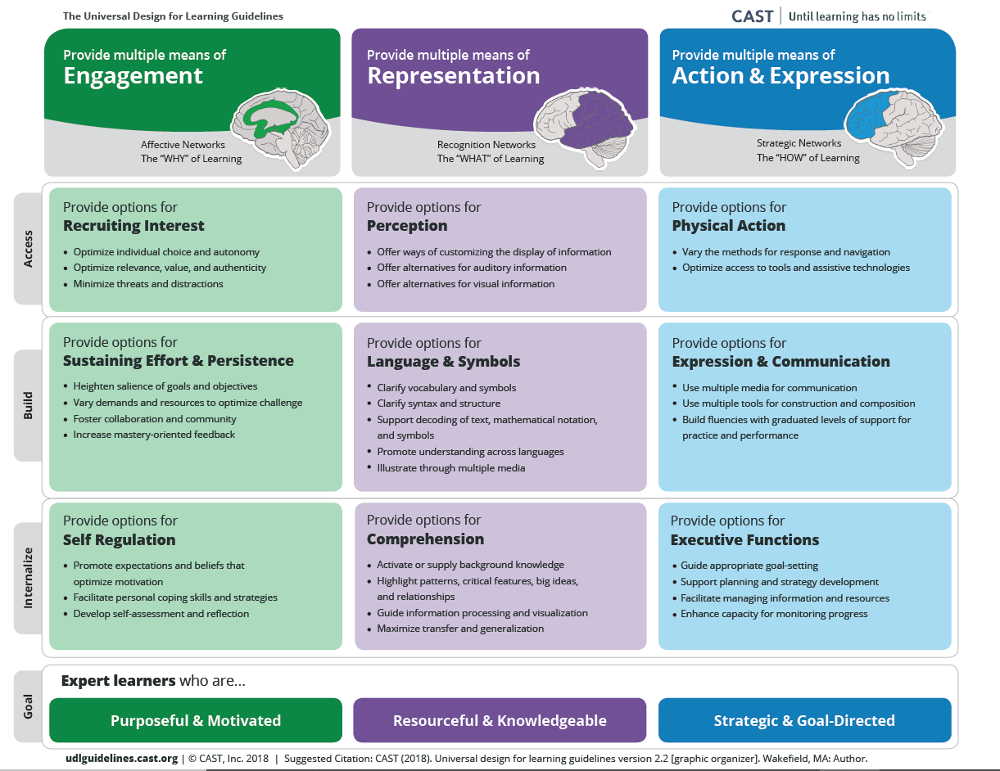 The Universal Design for Learning Guidelines
CAST | Until learning has no limits
Provide multiple means of
Engagement
Affective Networks
The “WHY” of Learning
Provide multiple means of
Representation
Recognition Networks
The “WHAT” of Learning
Provide multiple means of
Action & Expression
Strategic Networks
The “HOW” of Learning
Access
Provide options for
Recruiting Interest
• Optimize individual choice and autonomy
• Optimize relevance, value, and authenticity
• Minimize threats and distractions
Provide options for
Perception
• Offer ways of customizing the display of information
• Offer alternatives for auditory information
• Offer alternatives for visual information
Provide options for
Physical Action
• Vary the methods for response and navigation
• Optimize access to tools and assistive technologies
Build
Provide options for
Sustaining Effort & Persistence
• Heighten salience of goals and objectives
• Vary demands and resources to optimize challenge
• Foster collaboration and community
• Increase mastery-oriented feedback
Provide options for
Language & Symbols
• Clarify vocabulary and symbols
• Clarify syntax and structure
• Support decoding of text, mathematical notation,
and symbols
• Promote understanding across languages
• Illustrate through multiple media
Provide options for
Expression & Communication
• Use multiple media for communication
• Use multiple tools for construction and composition
• Build fluencies with graduated levels of support for
practice and performance
Internalize
Provide options for
Self Regulation
• Promote expectations and beliefs that
optimize motivation
• Facilitate personal coping skills and strategies
• Develop self-assessment and reflection
Provide options for
Comprehension
• Activate or supply background knowledge
• Highlight patterns, critical features, big ideas,
and relationships
• Guide information processing and visualization
• Maximize transfer and generalization
Provide options for
Executive Functions
• Guide appropriate goal-setting
• Support planning and strategy development
• Facilitate managing information and resources
• Enhance capacity for monitoring progress
Goal
Expert learners who are...
Purposeful & Motivated
Resourceful & Knowledgeable
Strategic & Goal-Directed
udlguidelines.cast.org | © CAST, Inc. 2018 | Suggested Citation: CAST (2018). Universal design for learning guidelines version 2.2 [graphic organizer]. Wakefield, MA: Author.